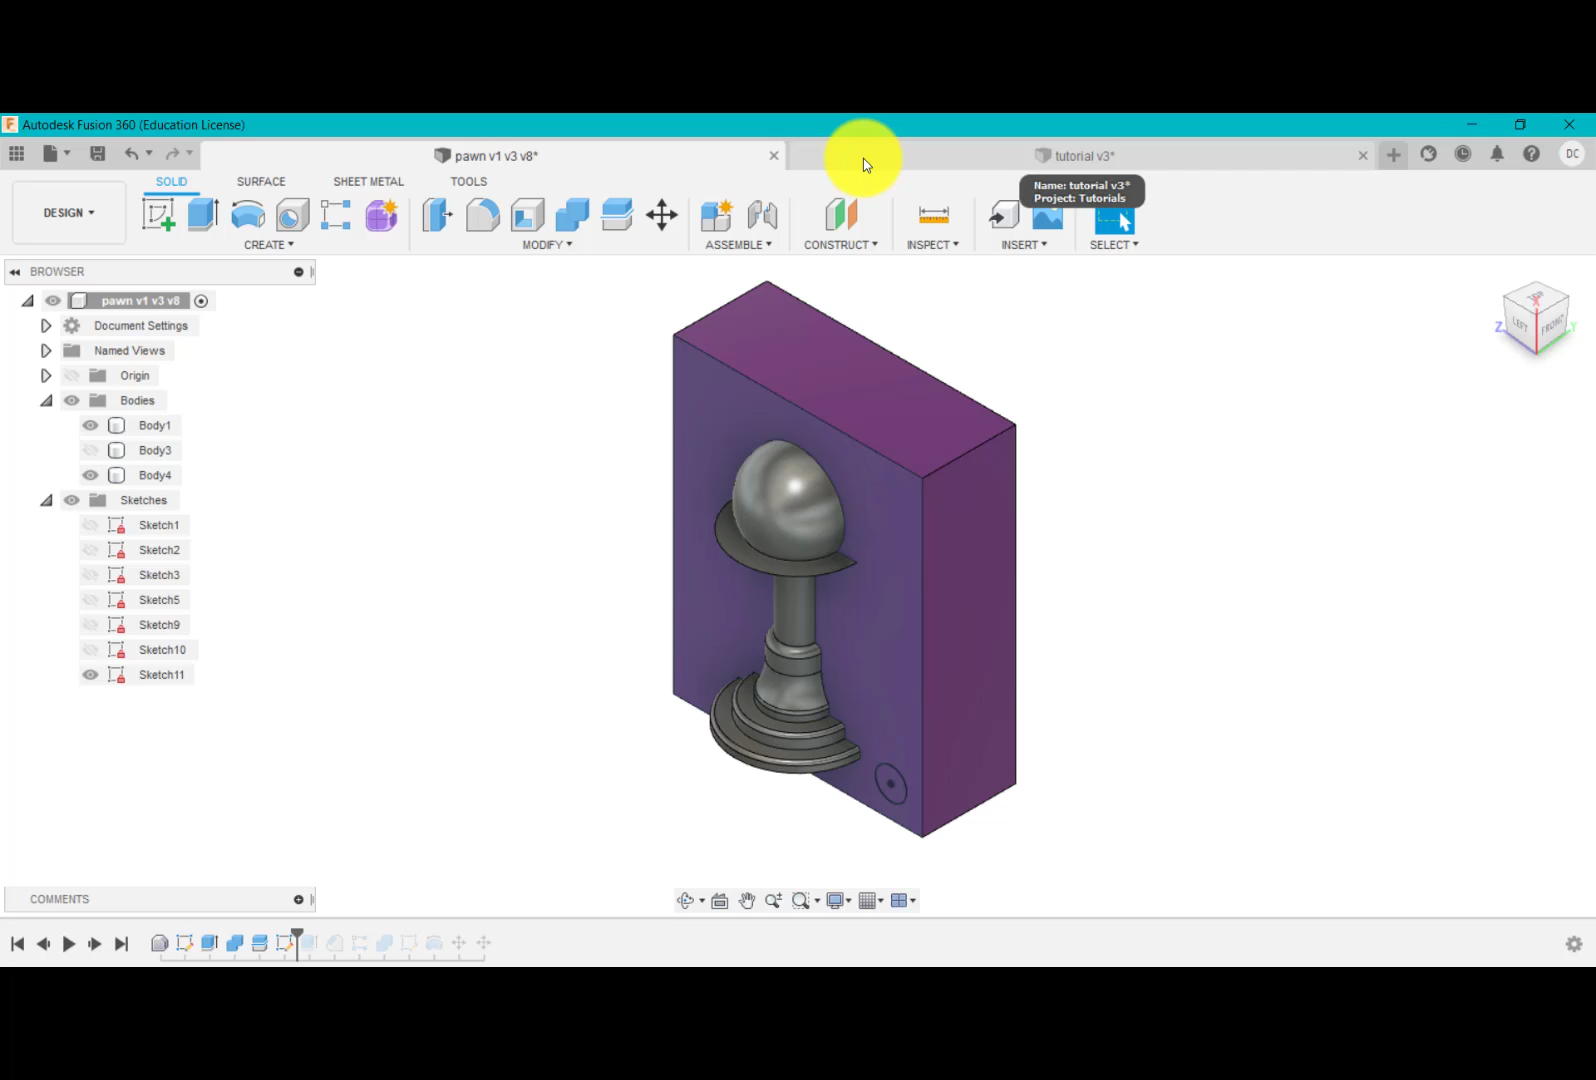 Autodesk Fusion 360 (Education License)
pawn v1 v3 v8*
tutorial v3*
DC
SOLID
SURFACE
SHEET METAL
TOOLS
Name: tutorial v3*
Project: Tutorials
DESIGN
CREATE
MODIFY
ASSEMBLE
CONSTRUCT
INSPECT
INSERT
SELECT
BROWSER
pawn v1 v3 v8
Document Settings
Named Views
Origin
Bodies
Body1
Body3
Body4
Sketches
Sketch1
Sketch2
Sketch3
Sketch5
Sketch9
Sketch10
Sketch11
TOP
X
Z
LEFT
FRONT
Y
COMMENTS